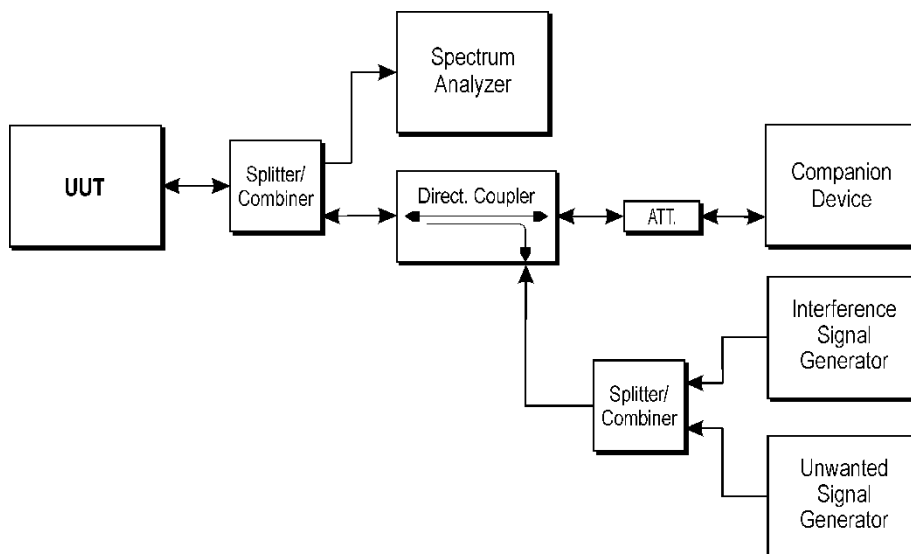 Spectrum
Analyzer
UUT
Splitter/
Combiner
Direct. Coupler
ATT.
Companion
Device
Interference
Signal
Generator
Splitter/
Combiner
Unwanted
Signal
Generator